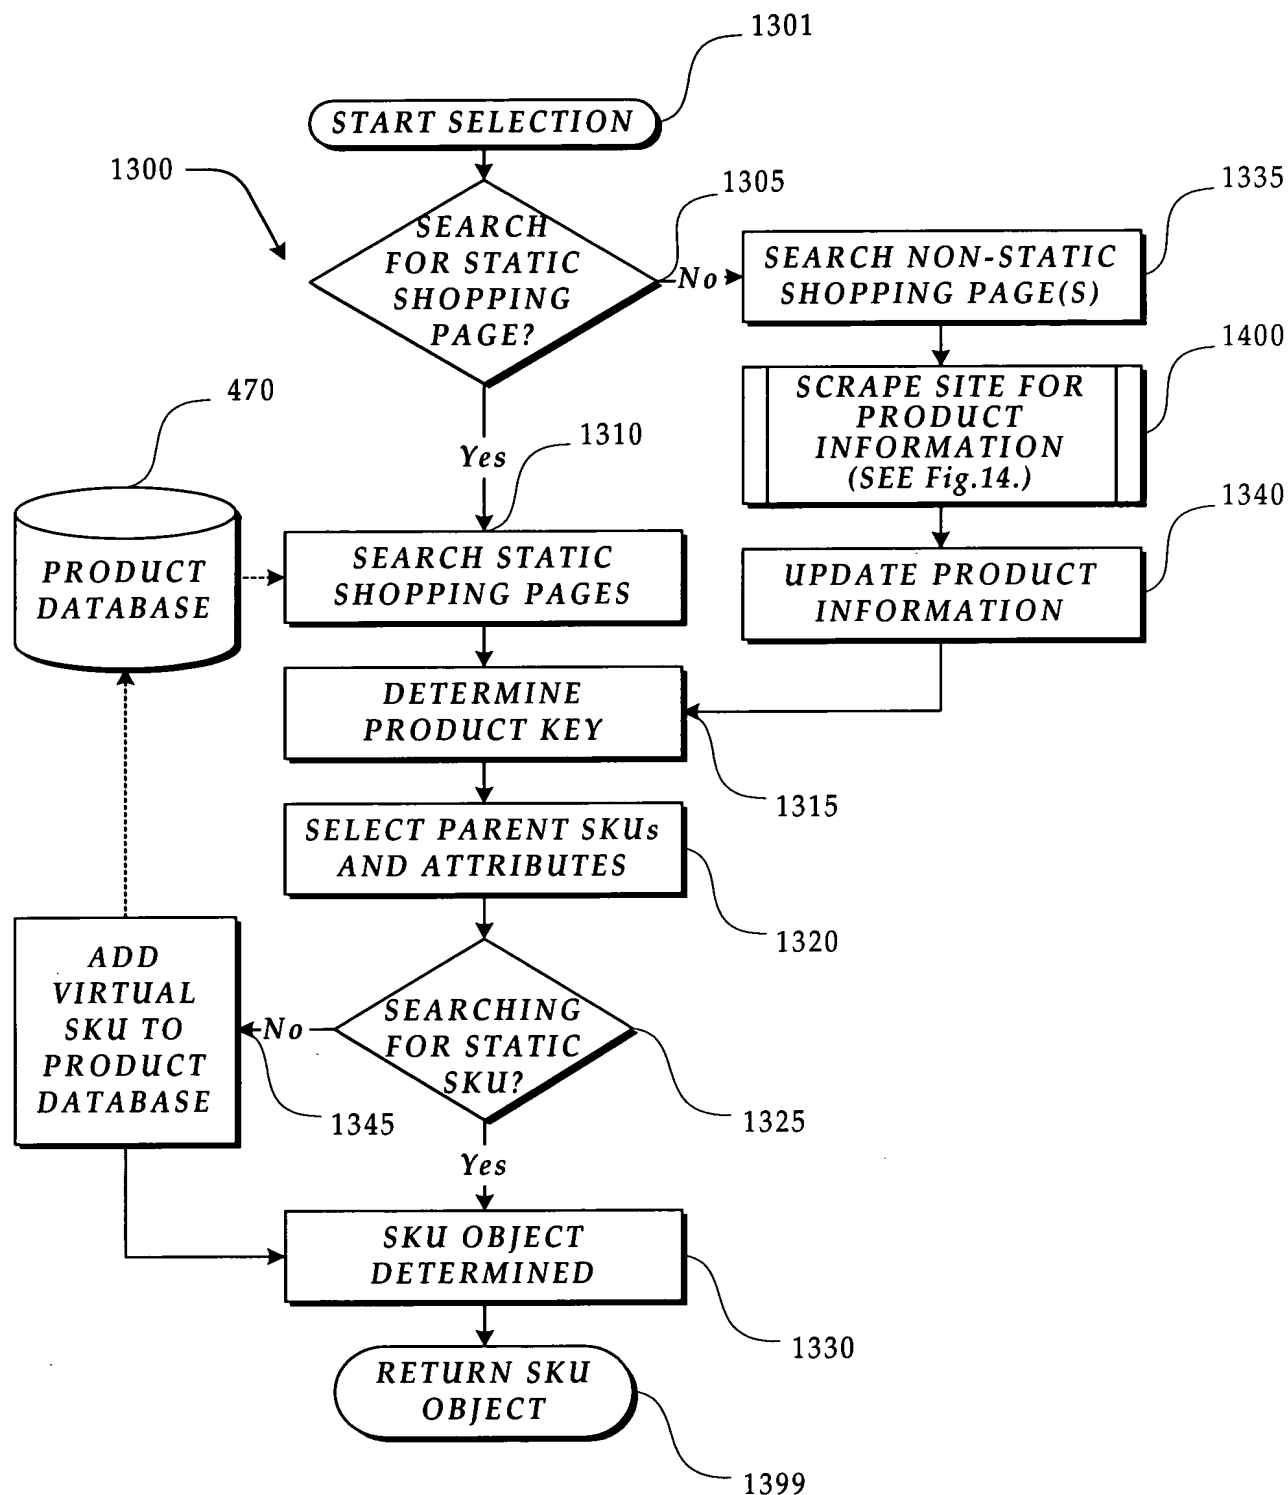 1301
START SELECTION
1300
1305
SEARCH
FOR STATIC
SHOPPING
PAGE?
No
1335
SEARCH NON-STATIC
SHOPPING PAGE(S)
1400
SCRAPE SITE FOR
PRODUCT
INFORMATION
(SEE Fig.14.)
470
Yes
1310
1340
PRODUCT
DATABASE
SEARCH STATIC
SHOPPING PAGES
UPDATE PRODUCT
INFORMATION
DETERMINE
PRODUCT KEY
1315
SELECT PARENT SKUs
AND ATTRIBUTES
1320
ADD
VIRTUAL
SKU TO
PRODUCT
DATABASE
No
SEARCHING
FOR STATIC
SKU?
1345
1325
Yes
SKU OBJECT
DETERMINED
1330
RETURN SKU
OBJECT
1399